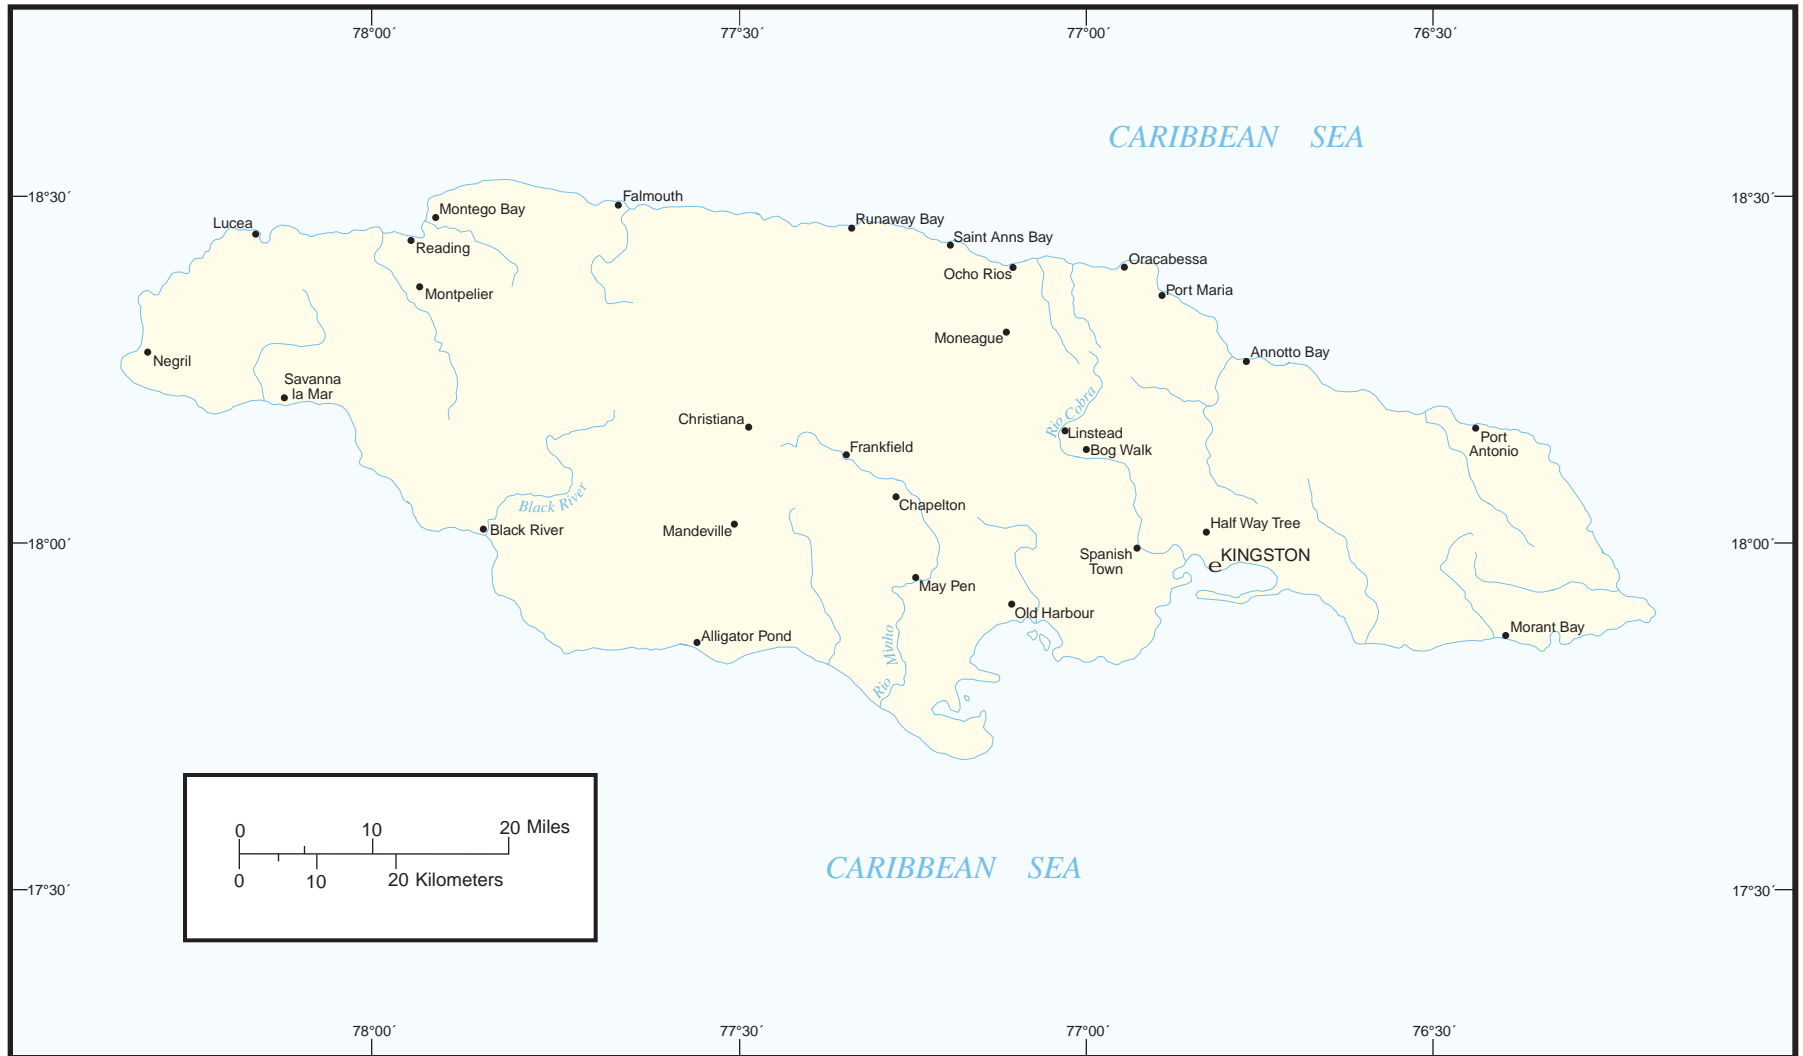 78°00´ 77°30´ 77°00´ 76°30´
CARIBBEAN SEA
18°30´ 18°30´
Falmouth
Montego Bay
Lucea
Runaway Bay
Reading
Saint Anns Bay
Oracabessa
Ocho Rios
Montpelier
Port Maria
Moneague
Annotto Bay
Negril
Savanna
la Mar
Rio Cobra
Christiana
Linstead
Port
Antonio
Frankfield
Bog Walk
Black River
Chapelton
Black River
Mandeville
Half Way Tree
18°00´ 18°00´
Spanish
Town
KINGSTON
May Pen
Old Harbour
Morant Bay
Alligator Pond
Rio Minho
0 10 20 Miles
0 10 20 Kilometers
CARIBBEAN SEA
17°30´ 17°30´
78°00´ 77°30´ 77°00´ 76°30´